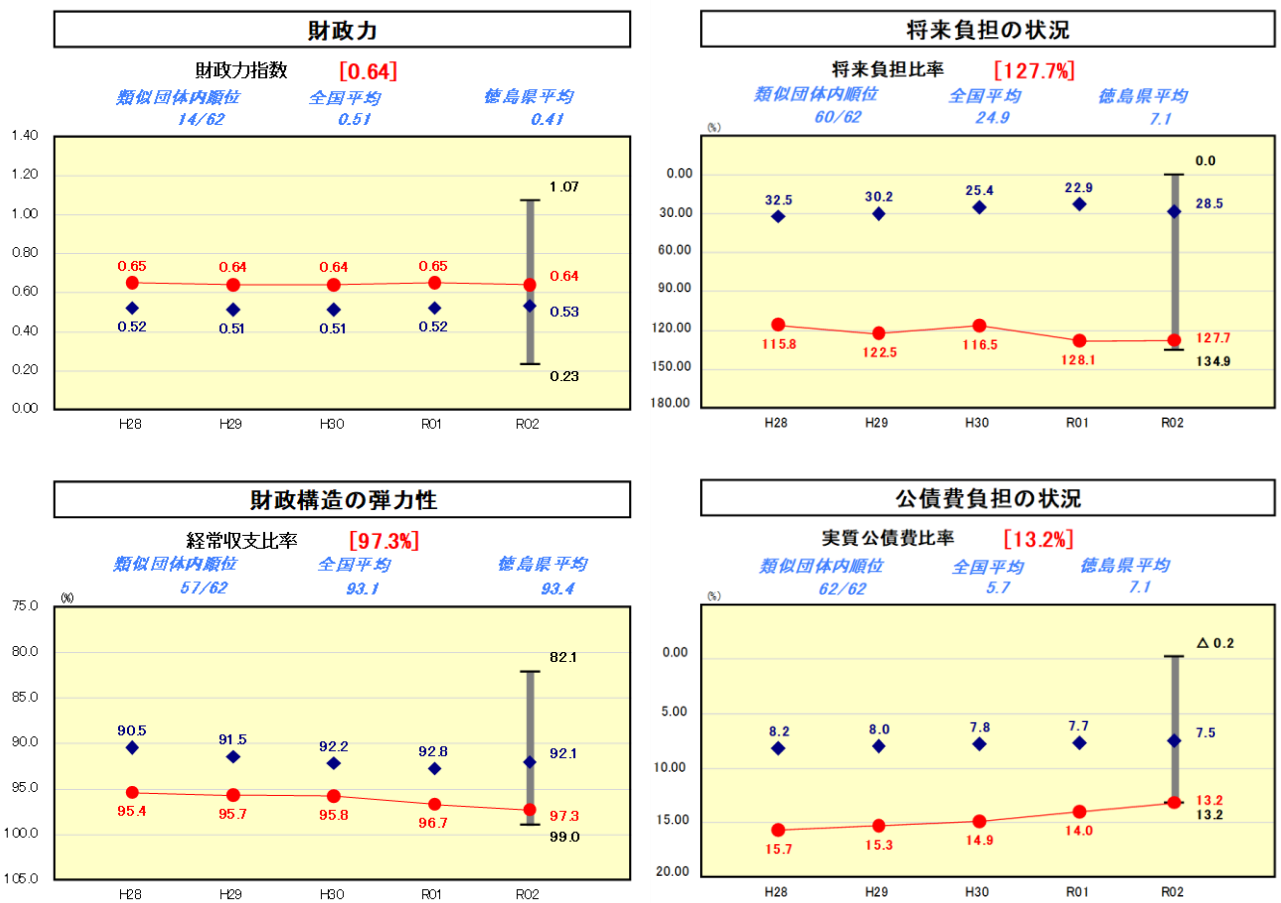 財政力
財政力指数 [0.64]
類似団体内順位 全国平均 徳島県平均
14/62 0.51 0.41
1.40
1.20
1.00
0.80
0.60
0.40
0.20
0.00
1.07
0.65 0.64 0.64 0.65 0.64
0.52 0.51 0.51 0.52 0.53
0.23
H28 H29 H30 R01 R02
将来負担の状況
将来負担比率 [127.7%]
類似団体内順位 全国平均 徳島県平均
60/62 24.9 7.1
(%)
0.00
30.00
60.00
90.00
120.00
150.00
180.00
0.0
32.5 30.2 25.4 22.9 28.5
115.8 122.5 116.5 128.1 127.7
134.9
H28 H29 H30 R01 R02
財政構造の弾力性
経常収支比率 [97.3%]
類似団体内順位 全国平均 徳島県平均
57/62 93.1 93.4
(%)
75.0
80.0
85.0
90.0
95.0
100.0
105.0
82.1
90.5 91.5 92.2 92.8 92.1
95.4 95.7 95.8 96.7 97.3
99.0
H28 H29 H30 R01 R02
公債費負担の状況
実質公債費比率 [13.2%]
類似団体内順位 全国平均 徳島県平均
62/62 5.7 7.1
(%)
0.00
5.00
10.00
15.00
20.00
△ 0.2
8.2 8.0 7.8 7.7 7.5
15.7 15.3 14.9 14.0 13.2
13.2
H28 H29 H30 R01 R02